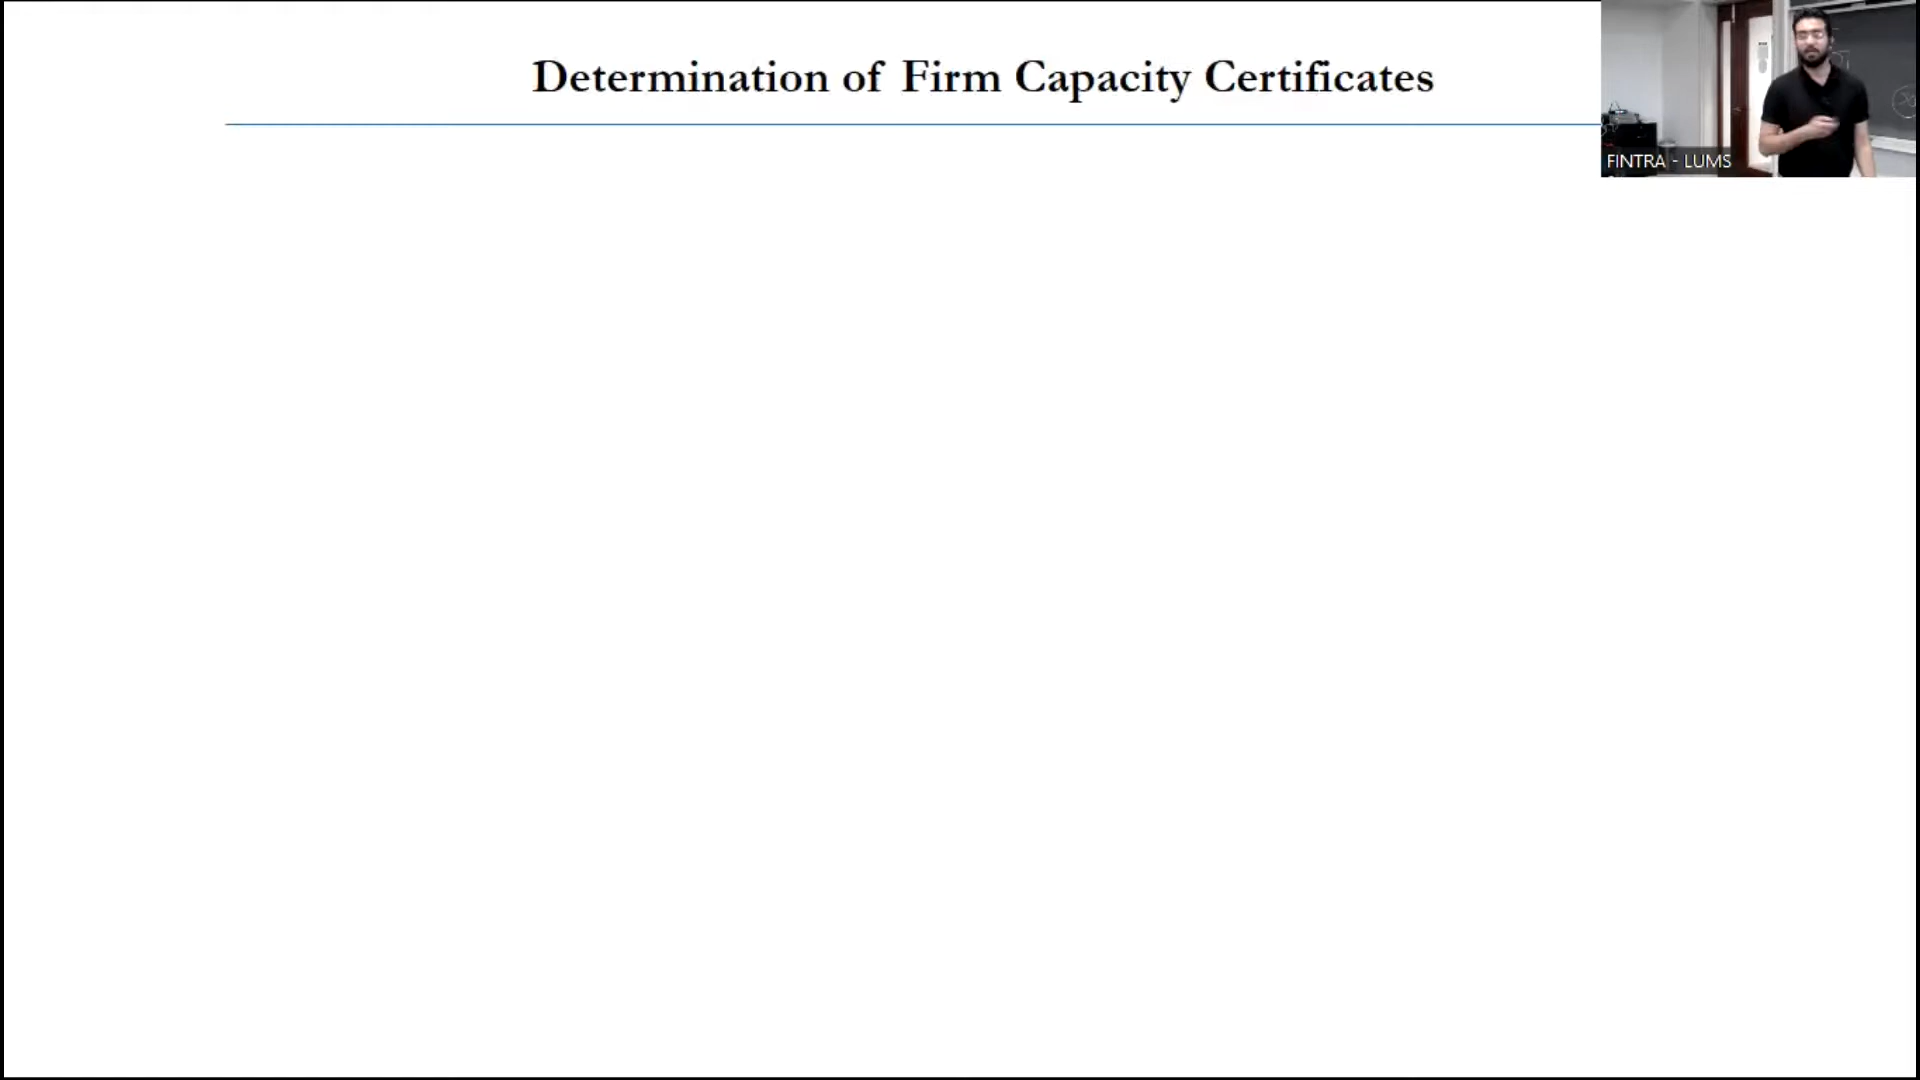 Determination of Firm Capacity Certificates
FINTRA - LUMS